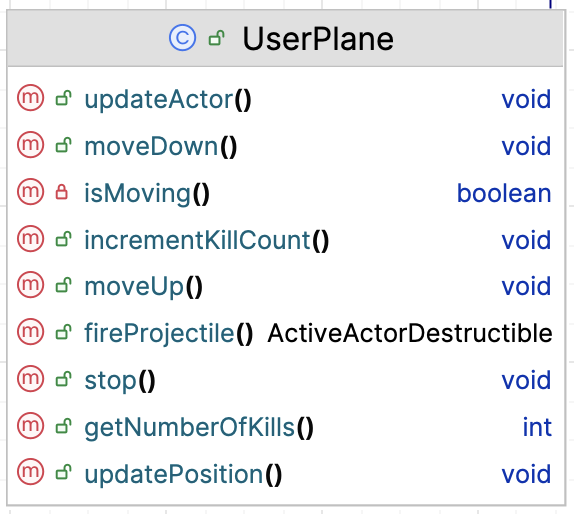 C UserPlane
m updateActor() void
m moveDown() void
m isMoving() boolean
m incrementKillCount() void
m moveUp() void
m fireProjectile() ActiveActorDestructible
m stop() void
m getNumberOfKills() int
m updatePosition() void